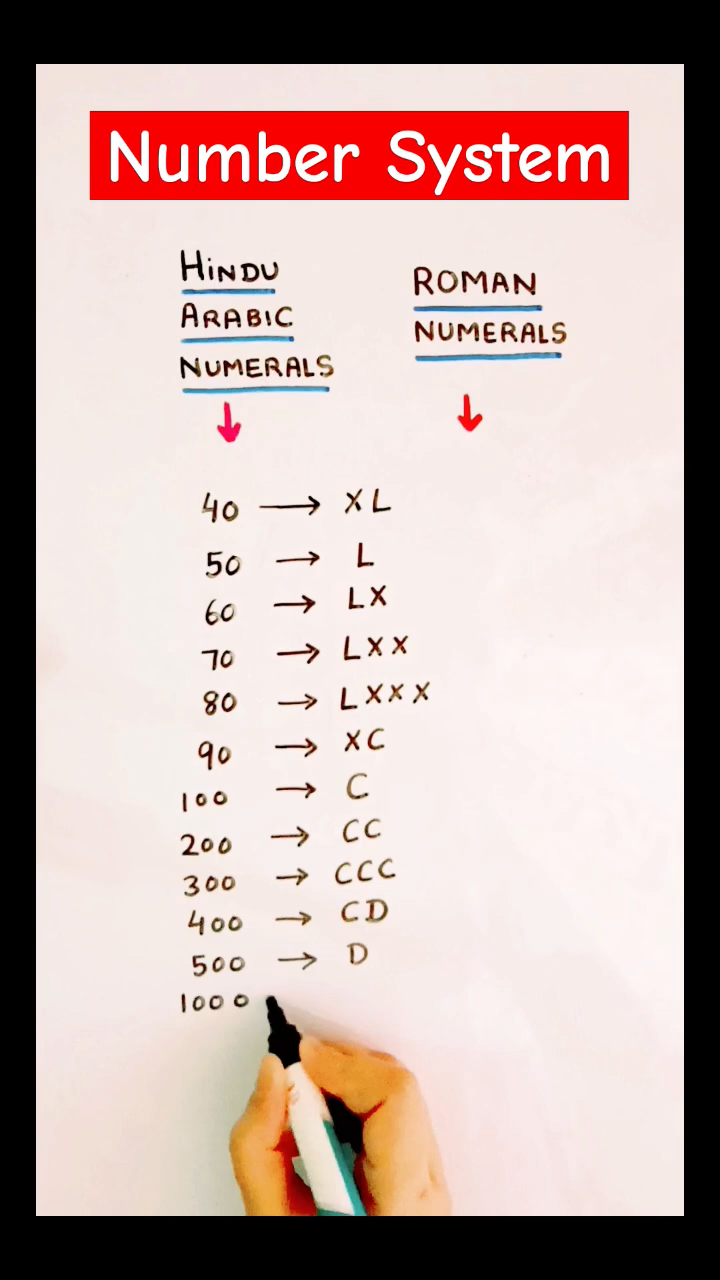 Number System
HiNDU
ARABIC
NUMERALS
ROMAN
NUMERALS
40 → XL
50 → L
60 → LX
70 → LXX
80 → LXXX
90 → XC
100 → C
200 → CC
300 → CCC
400 → CD
500 → D
1000